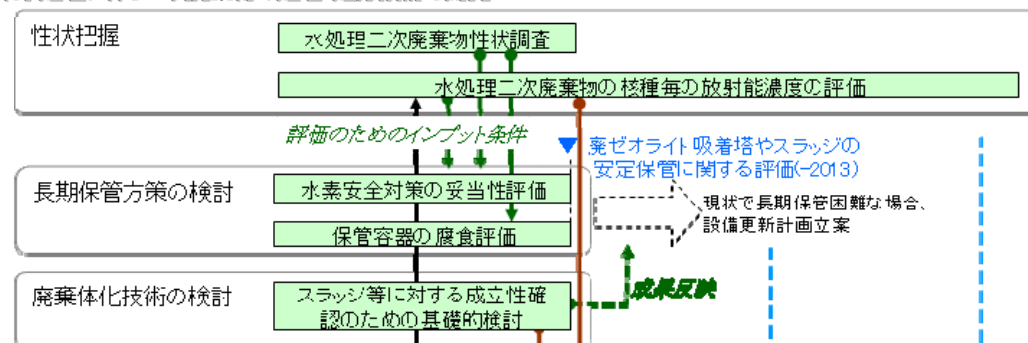 性状把握
水処理二次廃棄物性状調査
水処理二次廃棄物の核種毎の放射能濃度の評価
評価のためのインプット条件
廃ゼオライト吸着塔やスラッジの
安定保管に関する評価(-2013)
長期保管方策の検討
水素安全対策の妥当性評価
現状で長期保管困難な場合、
設備更新計画立案
保管容器の腐食評価
廃棄体化技術の検討
スラッジ等に対する成立性確
認のための基礎的検討
成果反映